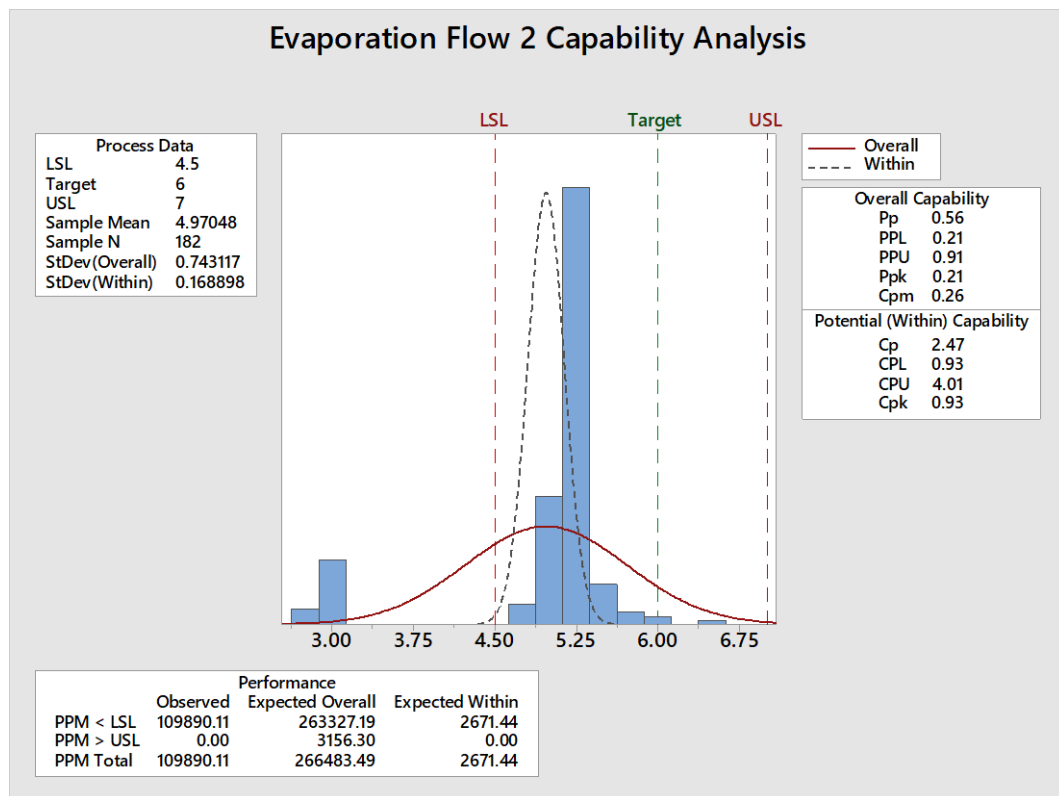 Evaporation Flow 2 Capability Analysis
LSL Target USL
Process Data
LSL 4.5
Target 6
USL 7
Sample Mean 4.97048
Sample N 182
StDev(Overall) 0.743117
StDev(Within) 0.168898
Overall
Within
Overall Capability
Pp 0.56
PPL 0.21
PPU 0.91
Ppk 0.21
Cpm 0.26
Potential (Within) Capability
Cp 2.47
CPL 0.93
CPU 4.01
Cpk 0.93
3.00 3.75 4.50 5.25 6.00 6.75
Performance
Observed Expected Overall Expected Within
PPM < LSL 109890.11 263327.19 2671.44
PPM > USL 0.00 3156.30 0.00
PPM Total 109890.11 266483.49 2671.44